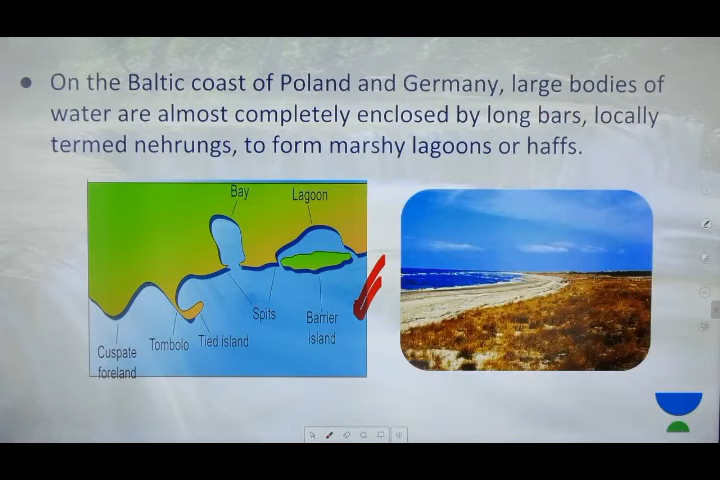 On the Baltic coast of Poland and Germany, large bodies of
water are almost completely enclosed by long bars, locally
termed nehrungs, to form marshy lagoons or haffs.
Bay
Lagoon
Spits
Barrier
island
Tombolo
Tied island
Cuspate
foreland